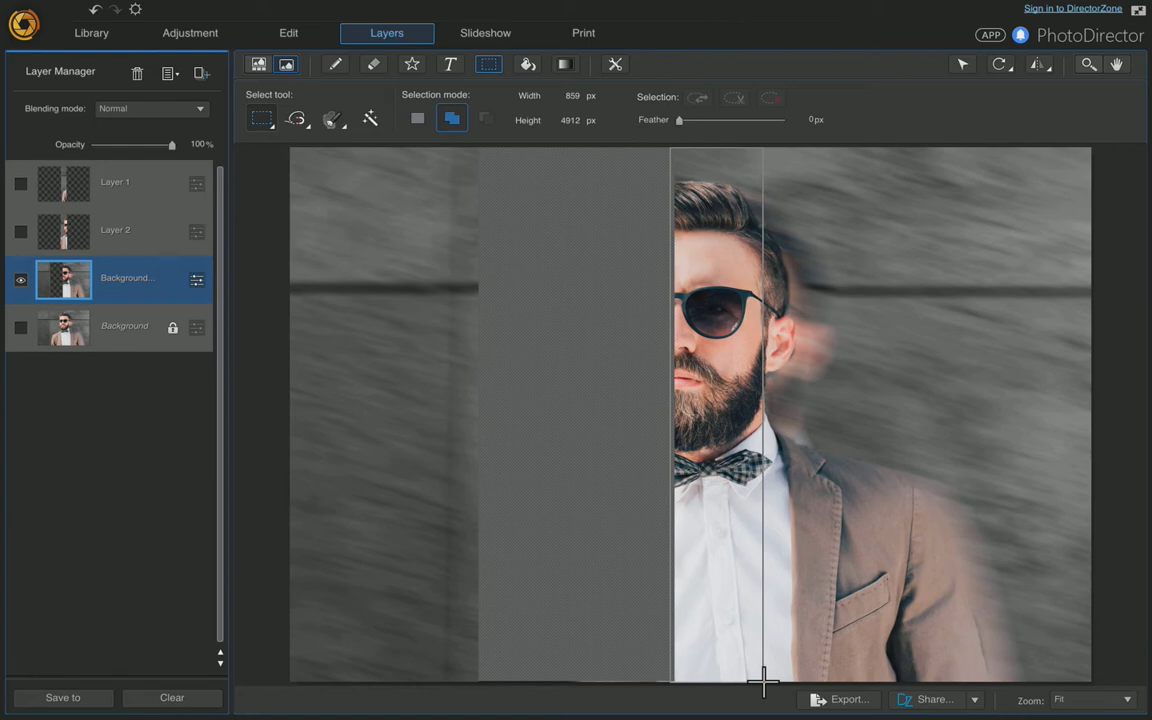 Sign in to DirectorZone
Library
Adjustment
Edit
Layers
Slideshow
Print
APP
PhotoDirector
Layer Manager
Blending mode:
Normal
Opacity
100%
Layer 1
Layer 2
Background...
Background
Save to
Clear
Select tool:
Selection mode:
Width 859 px
Height 4912 px
Selection:
Feather
0px
Export...
Share...
Zoom:
Fit